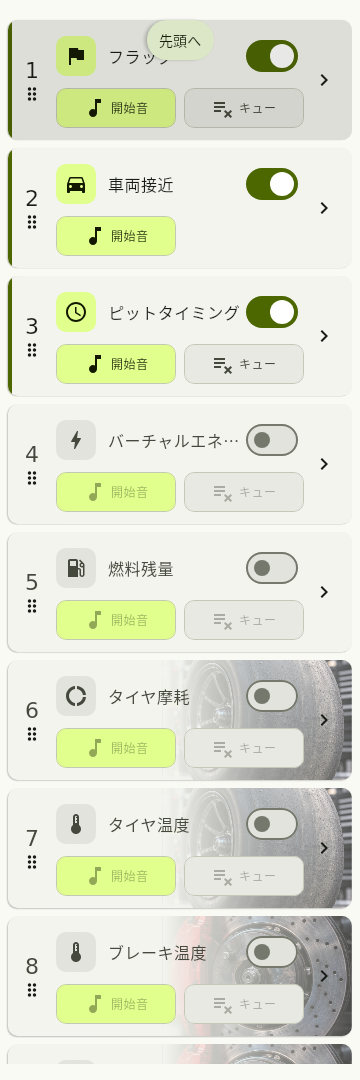 先頭へ
1
フラッグ
開始音
キュー
2
車両接近
開始音
3
ピットタイミング
開始音
キュー
4
バーチャルエネ…
開始音
キュー
5
燃料残量
開始音
キュー
6
タイヤ摩耗
開始音
キュー
7
タイヤ温度
開始音
キュー
8
ブレーキ温度
開始音
キュー